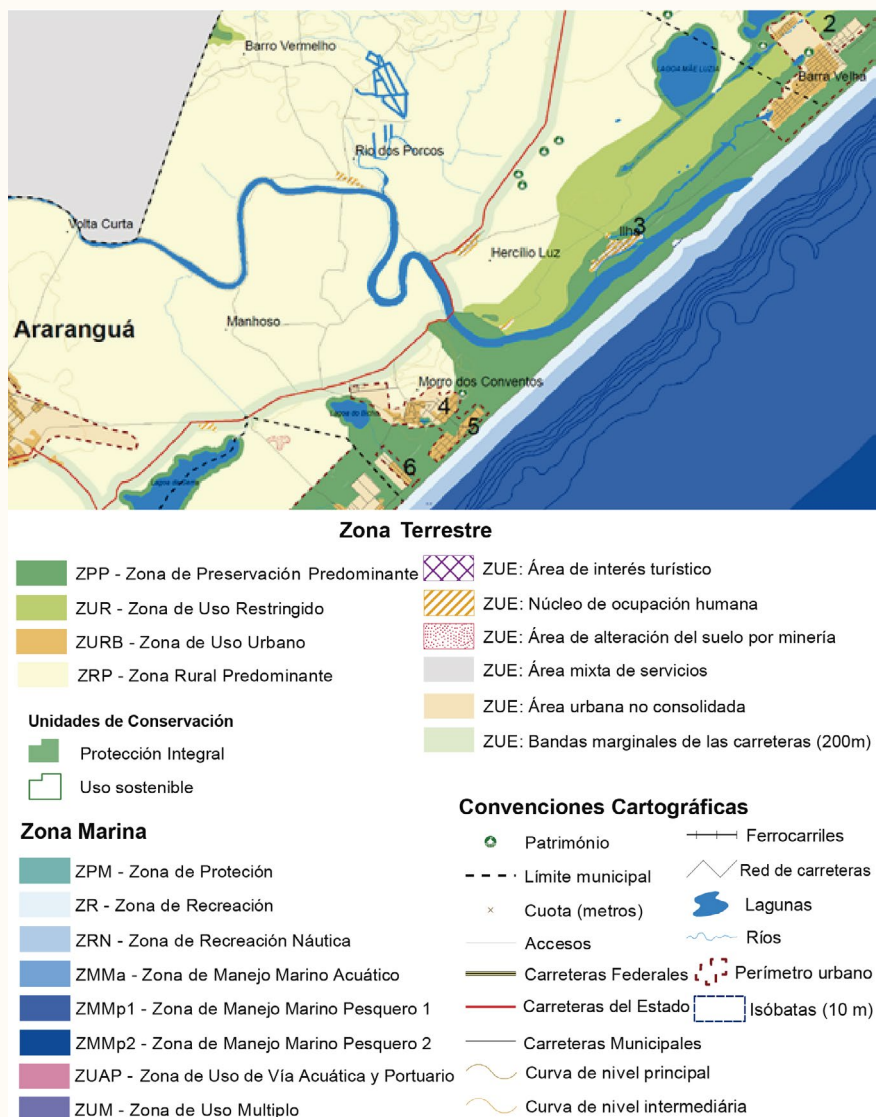 2
Barro Vermelho
LAGOA MÃE LUZIA
Barra Velha
Rio dos Porcos
Volta Curta
3
Ilha
Hercílio Luz
Manhoso
Araranguá
Morro dos Conventos
4
Lagoa do Bicho
5
6
Zona Terrestre
ZPP - Zona de Preservación Predominante
ZUR - Zona de Uso Restringido
ZURB - Zona de Uso Urbano
ZRP - Zona Rural Predominante
Unidades de Conservación
Protección Integral
Uso sostenible
ZUE: Área de interés turístico
ZUE: Núcleo de ocupación humana
ZUE: Área de alteración del suelo por minería
ZUE: Área mixta de servicios
ZUE: Área urbana no consolidada
ZUE: Bandas marginales de las carreteras (200m)
Zona Marina
ZPM - Zona de Proteción
ZR - Zona de Recreación
ZRN - Zona de Recreación Náutica
ZMMa - Zona de Manejo Marino Acuático
ZMMp1 - Zona de Manejo Marino Pesquero 1
ZMMp2 - Zona de Manejo Marino Pesquero 2
ZUAP - Zona de Uso de Vía Acuática y Portuario
ZUM - Zona de Uso Multiplo
Convenciones Cartográficas
Património
Límite municipal
Cuota (metros)
Accesos
Carreteras Federales
Carreteras del Estado
Carreteras Municipales
Curva de nivel principal
Curva de nivel intermediária
Ferrocarriles
Red de carreteras
Lagunas
Ríos
Perímetro urbano
Isóbatas (10 m)